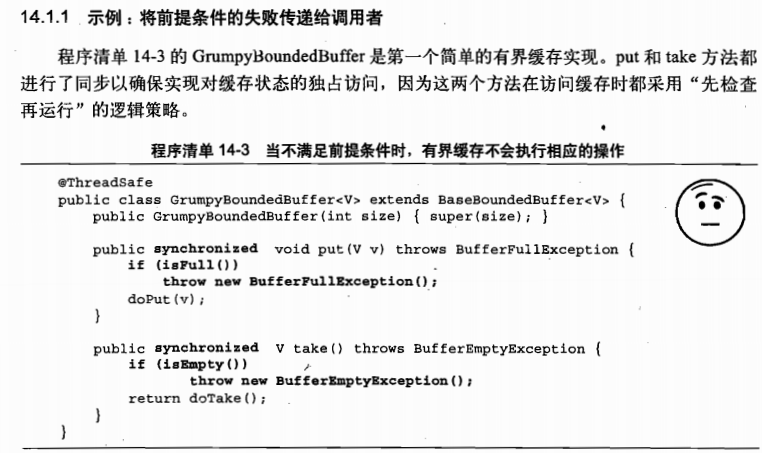 14.1.1 示例：将前提条件的失败传递给调用者
程序清单 14-3 的 GrumpyBoundedBuffer 是第一个简单的有界缓存实现。put 和 take 方法都
进行了同步以确保实现对缓存状态的独占访问，因为这两个方法在访问缓存时都采用“先检查
再运行”的逻辑策略。
程序清单 14-3 当不满足前提条件时，有界缓存不会执行相应的操作
@ThreadSafe
public class GrumpyBoundedBuffer<V> extends BaseBoundedBuffer<V> {
    public GrumpyBoundedBuffer(int size) { super(size); }
    public synchronized void put(V v) throws BufferFullException {
        if (isFull())
            throw new BufferFullException();
        doPut(v);
    }
    public synchronized V take() throws BufferEmptyException {
        if (isEmpty())
            throw new BufferEmptyException();
        return doTake();
    }
}